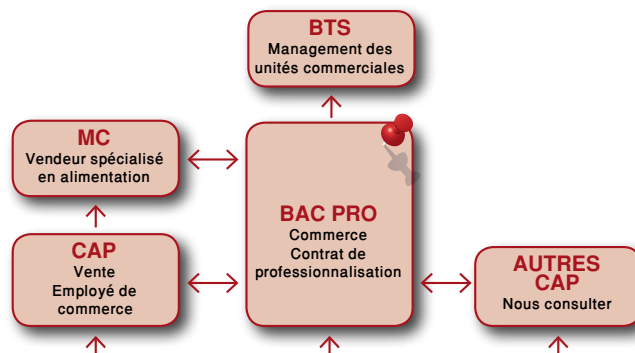 BTS
Management des
unités commerciales
MC
Vendeur spécialisé
en alimentation
BAC PRO
Commerce
Contrat de
professionnalisation
CAP
Vente
Employé de
commerce
AUTRES
CAP
Nous consulter